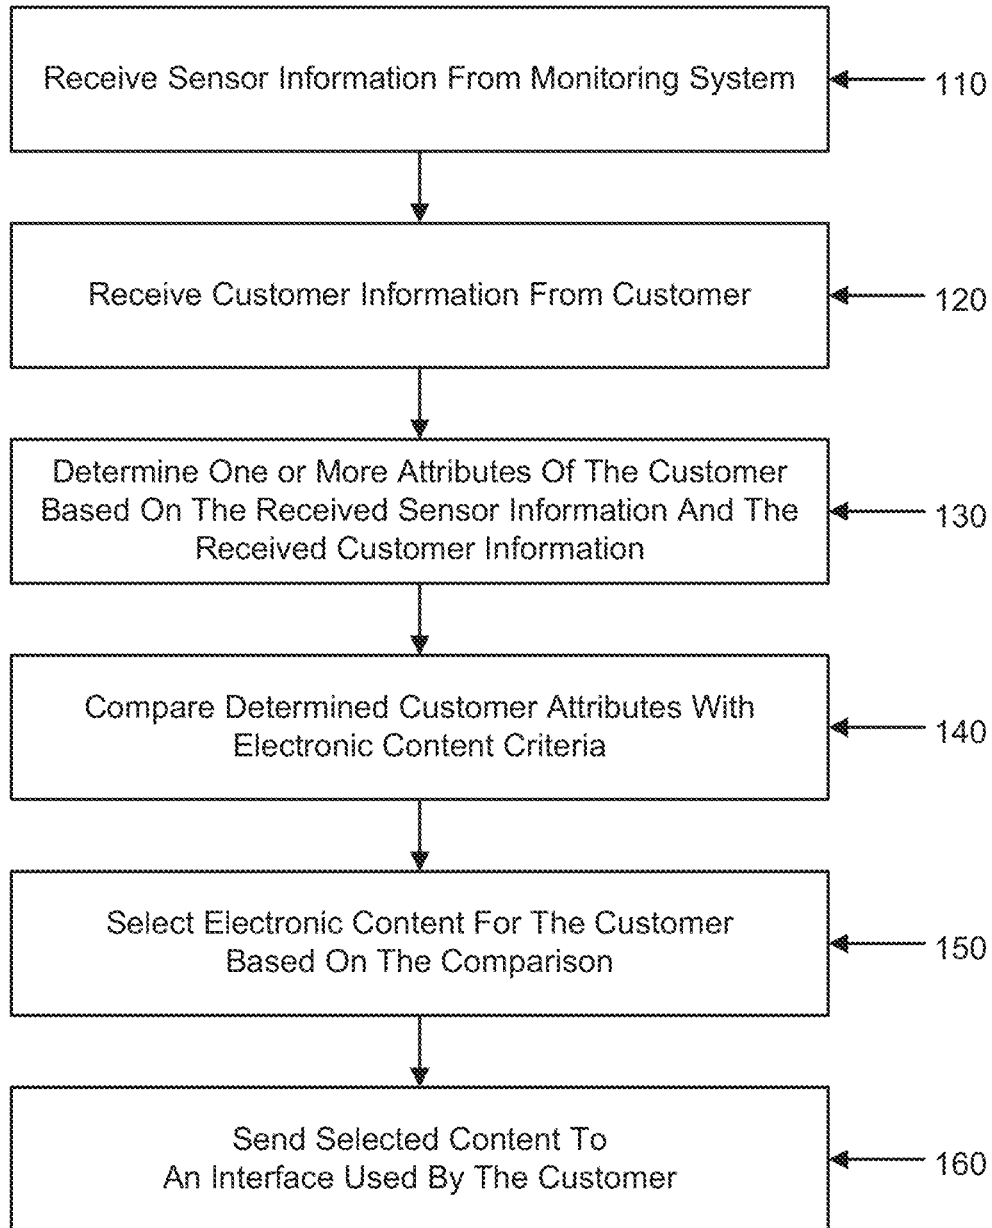 Receive Sensor Information From Monitoring System
110
Receive Customer Information From Customer
120
Determine One or More Attributes Of The Customer
Based On The Received Sensor Information And The
Received Customer Information
130
Compare Determined Customer Attributes With
Electronic Content Criteria
140
Select Electronic Content For The Customer
Based On The Comparison
150
Send Selected Content To
An Interface Used By The Customer
160